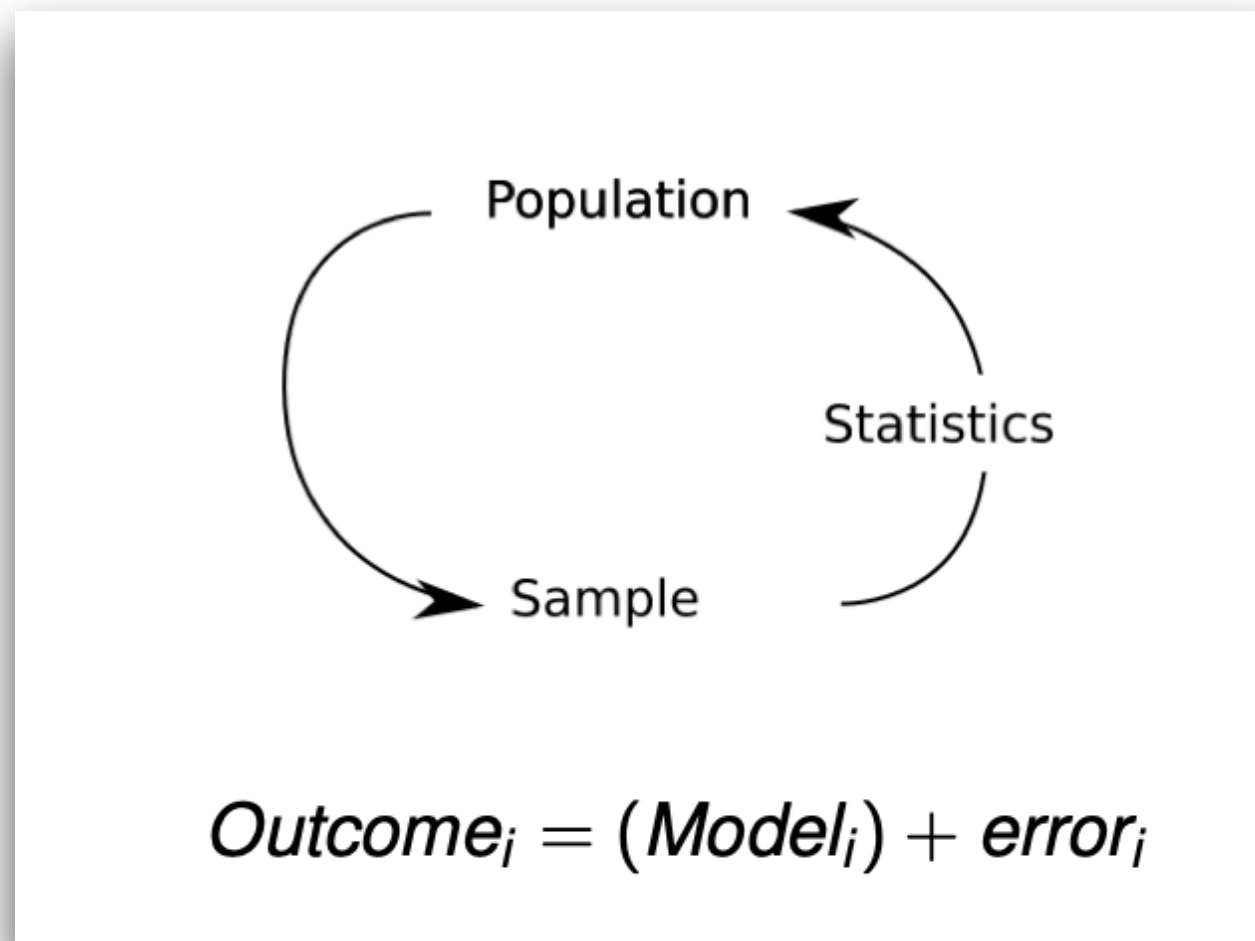 Population
Statistics
Sample
Outcomeᵢ = (Modelᵢ) + errorᵢ